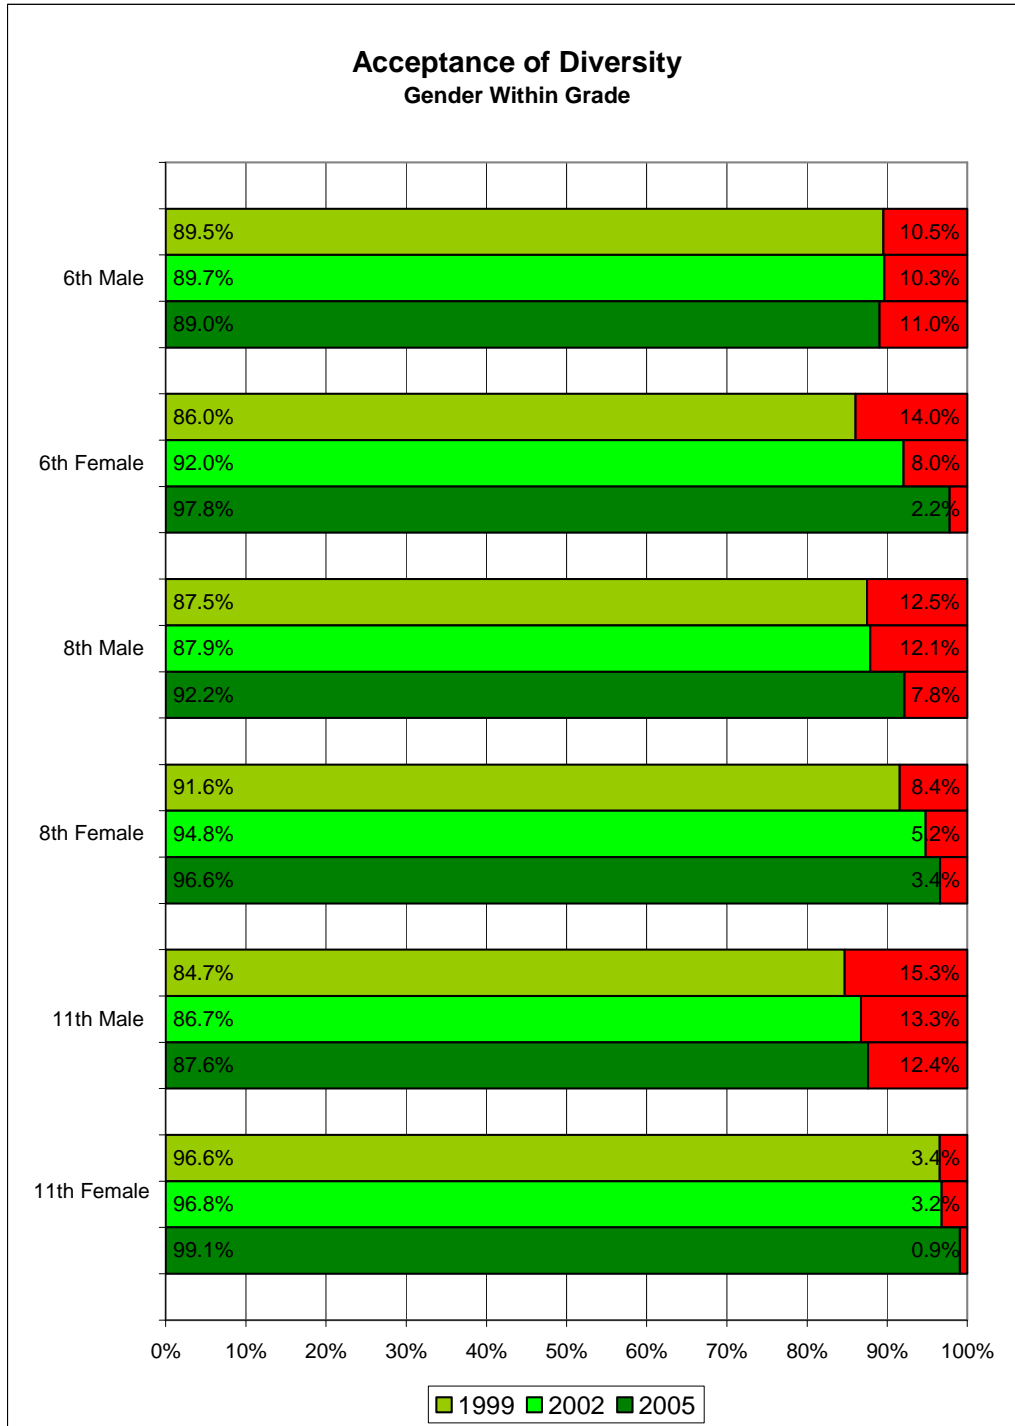 Acceptance of Diversity
Gender Within Grade
89.5% 10.5%
6th Male 89.7% 10.3%
89.0% 11.0%
86.0% 14.0%
6th Female 92.0% 8.0%
97.8% 2.2%
87.5% 12.5%
8th Male 87.9% 12.1%
92.2% 7.8%
91.6% 8.4%
8th Female 94.8% 5.2%
96.6% 3.4%
84.7% 15.3%
11th Male 86.7% 13.3%
87.6% 12.4%
96.6% 3.4%
11th Female 96.8% 3.2%
99.1% 0.9%
0% 10% 20% 30% 40% 50% 60% 70% 80% 90% 100%
1999 2002 2005